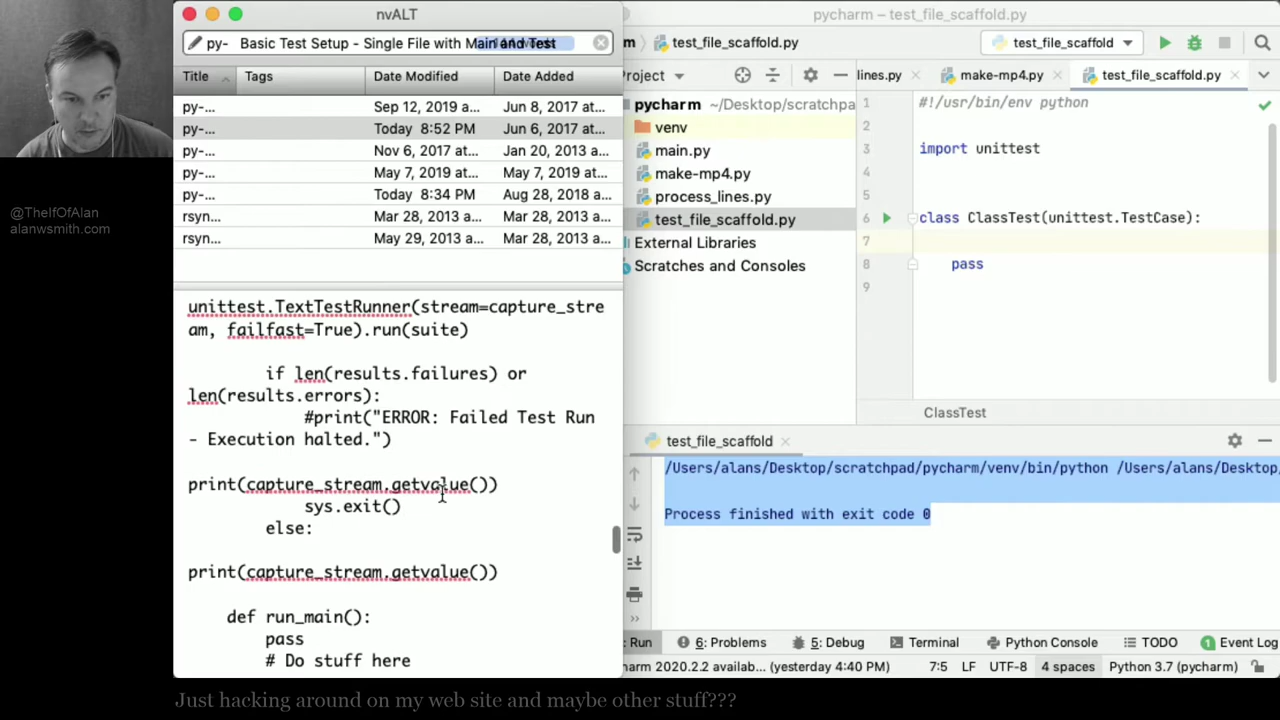 nvALT
py-  Basic Test Setup - Single File with Main and Test
Title Tags Date Modified Date Added
py-... Sep 12, 2019 a... Jun 8, 2017 at...
py-... Today 8:52 PM Jun 6, 2017 at...
py-... Nov 6, 2017 at... Jan 20, 2013 a...
py-... May 7, 2019 at... May 7, 2019 a...
py-... Today 8:34 PM Aug 28, 2018 a...
rsyn... Mar 28, 2013 a... Mar 28, 2013 a...
rsyn... May 29, 2013 a... Mar 28, 2013 a...
unittest.TextTestRunner(stream=capture_stre
am, failfast=True).run(suite)
if len(results.failures) or
len(results.errors):
#print("ERROR: Failed Test Run
- Execution halted.")
print(capture_stream.getvalue())
sys.exit()
else:
print(capture_stream.getvalue())
def run_main():
pass
# Do stuff here
@TheIfOfAlan
alanwsmith.com
pycharm – test_file_scaffold.py
m test_file_scaffold.py test_file_scaffold
Project
lines.py make-mp4.py test_file_scaffold.py
pycharm ~/Desktop/scratchpa
venv
main.py
make-mp4.py
process_lines.py
test_file_scaffold.py
External Libraries
Scratches and Consoles
1 #!/usr/bin/env python
2
3 import unittest
4
5
6 class ClassTest(unittest.TestCase):
7
8 pass
9
ClassTest
test_file_scaffold
/Users/alans/Desktop/scratchpad/pycharm/venv/bin/python /Users/alans/Desktop/
Process finished with exit code 0
: Run 6: Problems 5: Debug Terminal Python Console TODO 1 Event Log
charm 2020.2.2 availab... (yesterday 4:40 PM) 7:5 LF UTF-8 4 spaces Python 3.7 (pycharm)
Just hacking around on my web site and maybe other stuff???